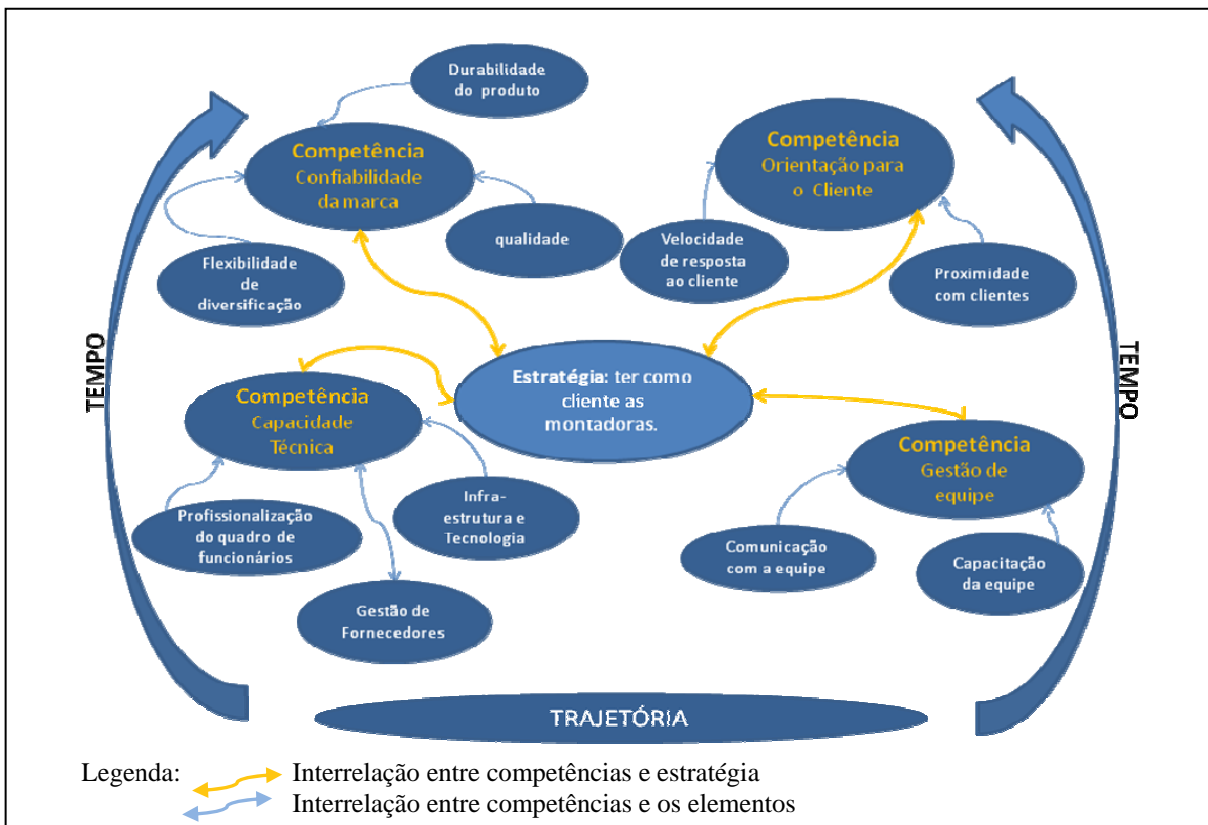 Durabilidade
do produto
Competência
Confiabilidade
da marca
qualidade
Flexibilidade
de
diversificação
Competência
Orientação para
o Cliente
Velocidade
de resposta
ao cliente
Proximidade
com clientes
TEMPO
TEMPO
Estratégia: ter como
cliente as
montadoras.
Competência
Capacidade
Técnica
Infra-
estrutura e
Tecnologia
Profissionalização
do quadro de
funcionários
Gestão de
Fornecedores
Competência
Gestão de
equipe
Comunicação
com a equipe
Capacitação
da equipe
TRAJETÓRIA
Legenda:
Interrelação entre competências e estratégia
Interrelação entre competências e os elementos